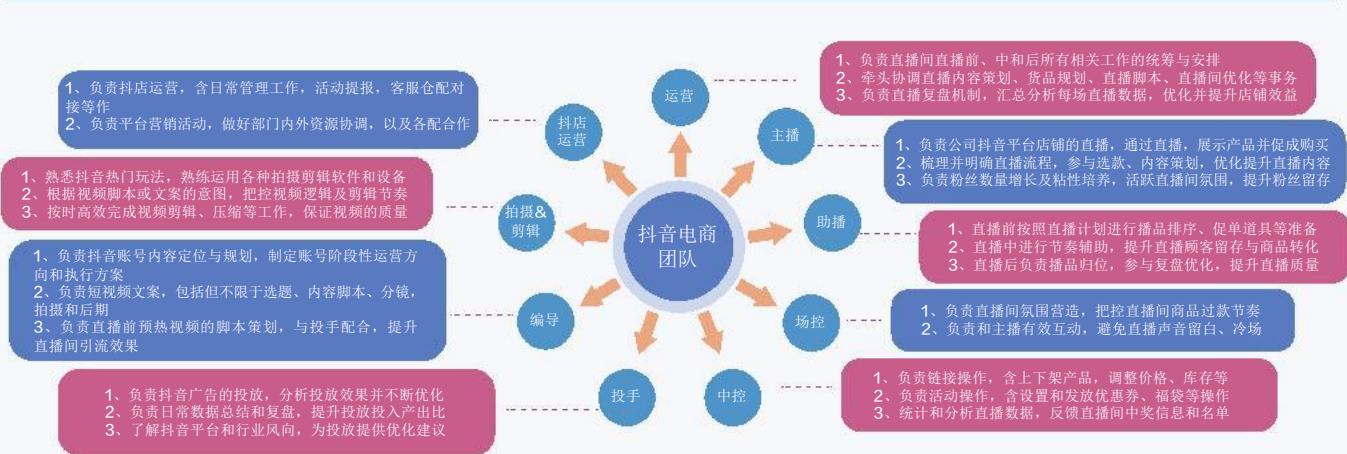 抖音电商
团队
运营
1、负责直播间直播前、中和后所有相关工作的统筹与安排
2、牵头协调直播内容策划、货品规划、直播脚本、直播间优化等事务
3、负责直播复盘机制，汇总分析每场直播数据，优化并提升店铺效益
主播
1、负责公司抖音平台店铺的直播，通过直播，展示产品并促成购买
2、梳理并明确直播流程，参与选款、内容策划，优化提升直播内容
3、负责粉丝数量增长及粘性培养，活跃直播间氛围，提升粉丝留存
助播
1、直播前按照直播计划进行播品排序、促单道具等准备
2、直播中进行节奏辅助，提升直播顾客留存与商品转化
3、直播后负责播品归位，参与复盘优化，提升直播质量
场控
1、负责直播间氛围营造，把控直播间商品过款节奏
2、负责和主播有效互动，避免直播声音留白、冷场
中控
1、负责链接操作，含上下架产品，调整价格、库存等
2、负责活动操作，含设置和发放优惠券、福袋等操作
3、统计和分析直播数据，反馈直播间中奖信息和名单
投手
1、负责抖音广告的投放，分析投放效果并不断优化
2、负责日常数据总结和复盘，提升投放投入产出比
3、了解抖音平台和行业风向，为投放提供优化建议
编导
1、负责抖音账号内容定位与规划，制定账号阶段性运营方
向和执行方案
2、负责短视频文案，包括但不限于选题、内容脚本、分镜，
拍摄和后期
3、负责直播前预热视频的脚本策划，与投手配合，提升
直播间引流效果
拍摄&
剪辑
1、熟悉抖音热门玩法，熟练运用各种拍摄剪辑软件和设备
2、根据视频脚本或文案的意图，把控视频逻辑及剪辑节奏
3、按时高效完成视频剪辑、压缩等工作，保证视频的质量
抖店
运营
1、负责抖店运营，含日常管理工作，活动提报，客服仓配对
接等作
2、负责平台营销活动，做好部门内外资源协调，以及各配合作